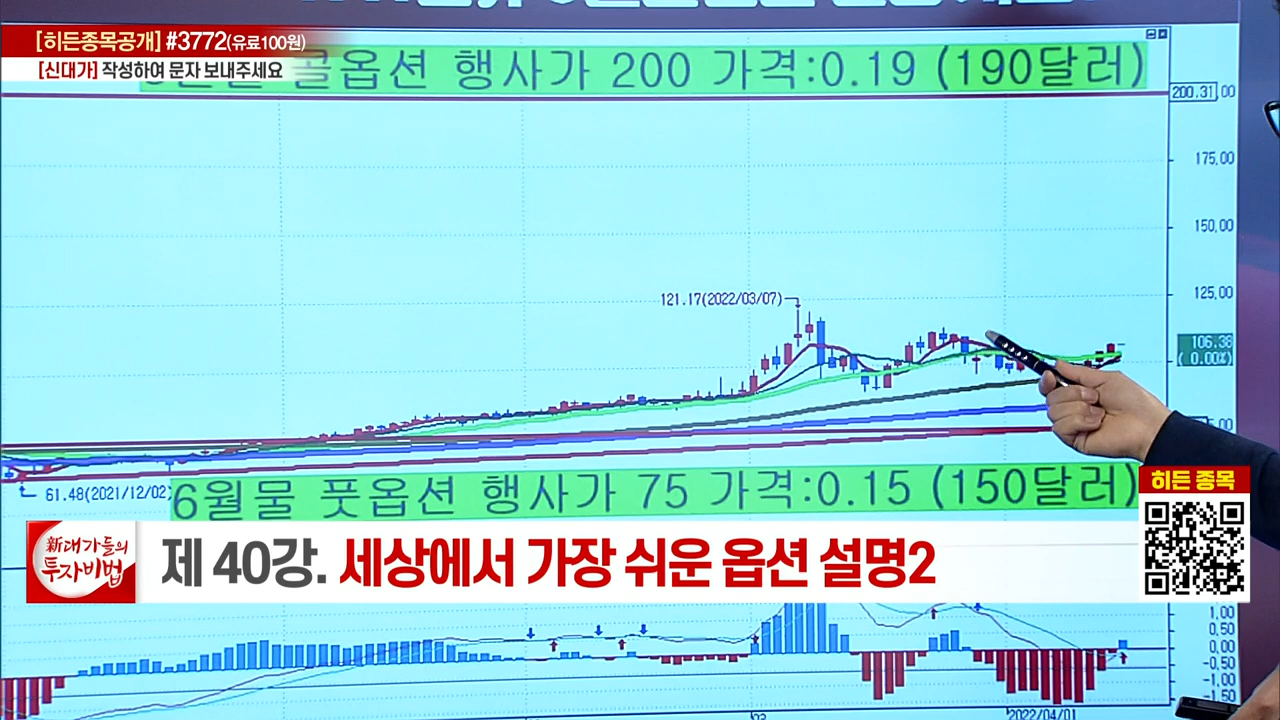 [히든종목공개] #3772(유료100원)
[신대가] 작성하여 문자 보내주세요
콜옵션 행사가 200 가격:0.19 (190달러)
200.31
00
175,00
150,00
125,00
121.17(2022/03/07)
106.38
( 0.00%)
5,00
61.48(2021/12/02)
6월물 풋옵션 행사가 75 가격:0.15 (150달러)
히든 종목
新대가들의
투자비법
제 40강. 세상에서 가장 쉬운 옵션 설명2
1,00
0,50
0,00
-0,50
-1,00
-1,50
2022/04/01